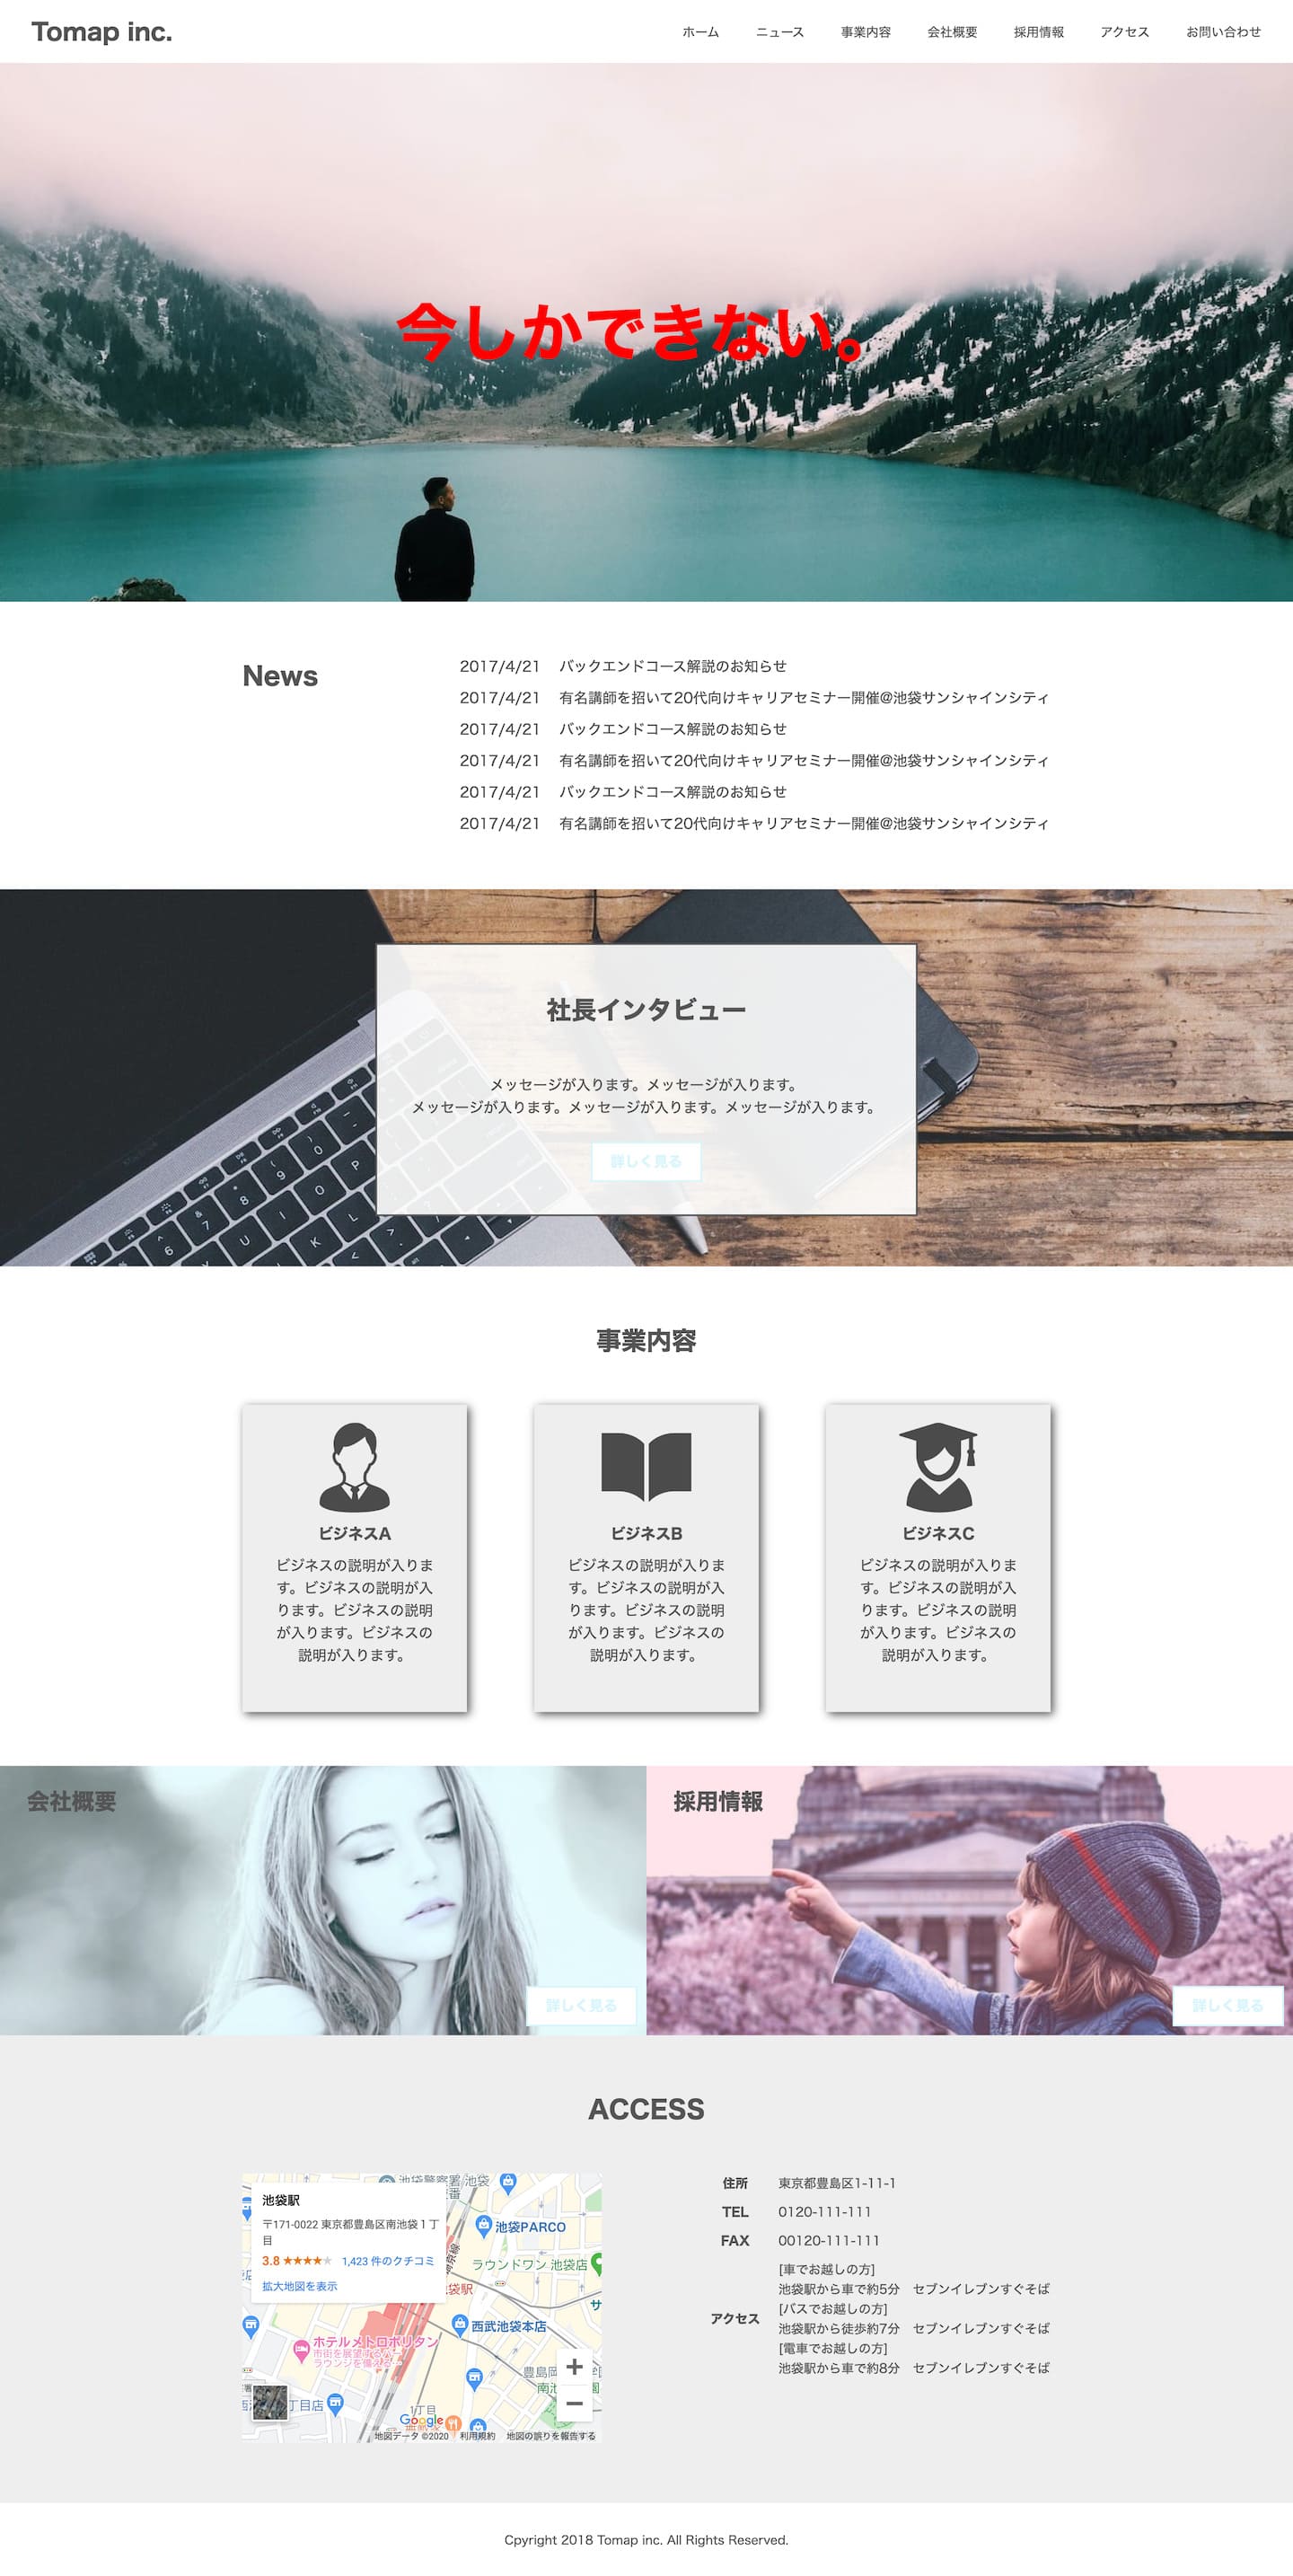 Tomap inc.
ホーム ニュース 事業内容 会社概要 採用情報 アクセス お問い合わせ
今しかできない。
News
2017/4/21 バックエンドコース解説のお知らせ
2017/4/21 有名講師を招いて20代向けキャリアセミナー開催@池袋サンシャインシティ
2017/4/21 バックエンドコース解説のお知らせ
2017/4/21 有名講師を招いて20代向けキャリアセミナー開催@池袋サンシャインシティ
2017/4/21 バックエンドコース解説のお知らせ
2017/4/21 有名講師を招いて20代向けキャリアセミナー開催@池袋サンシャインシティ
社長インタビュー
メッセージが入ります。メッセージが入ります。
メッセージが入ります。メッセージが入ります。メッセージが入ります。
詳しく見る
事業内容
ビジネスA
ビジネスの説明が入りま
す。ビジネスの説明が入
ります。ビジネスの説明
が入ります。ビジネスの
説明が入ります。
ビジネスB
ビジネスの説明が入りま
す。ビジネスの説明が入
ります。ビジネスの説明
が入ります。ビジネスの
説明が入ります。
ビジネスC
ビジネスの説明が入りま
す。ビジネスの説明が入
ります。ビジネスの説明
が入ります。ビジネスの
説明が入ります。
会社概要
詳しく見る
採用情報
詳しく見る
ACCESS
池袋駅
〒171-0022 東京都豊島区南池袋1丁
目
3.8 ★★★★★ 1,423 件のクチコミ
拡大地図を表示
池袋PARCO
ラウンドワン 池袋店
西武池袋本店
ホテルメトロポリタン
市街を展望する
ラウンジを備える
1丁目
Google
地図データ ©2020 利用規約 地図の誤りを報告する
住所 東京都豊島区1-11-1
TEL 0120-111-111
FAX 00120-111-111
アクセス
[車でお越しの方]
池袋駅から車で約5分 セブンイレブンすぐそば
[バスでお越しの方]
池袋駅から徒歩約7分 セブンイレブンすぐそば
[電車でお越しの方]
池袋駅から車で約8分 セブンイレブンすぐそば
Cpyright 2018 Tomap inc. All Rights Reserved.